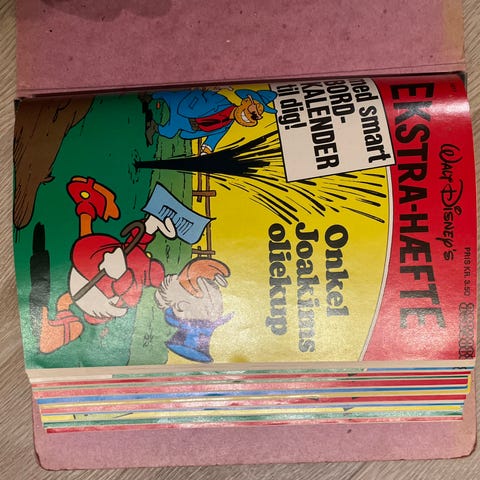 WALT DISNEY'S
PRIS KR. 3.50
EKSTRA-HÆFTE
med smart
BORD-
KALENDER
til dig!
Onkel
Joakims
oliekup